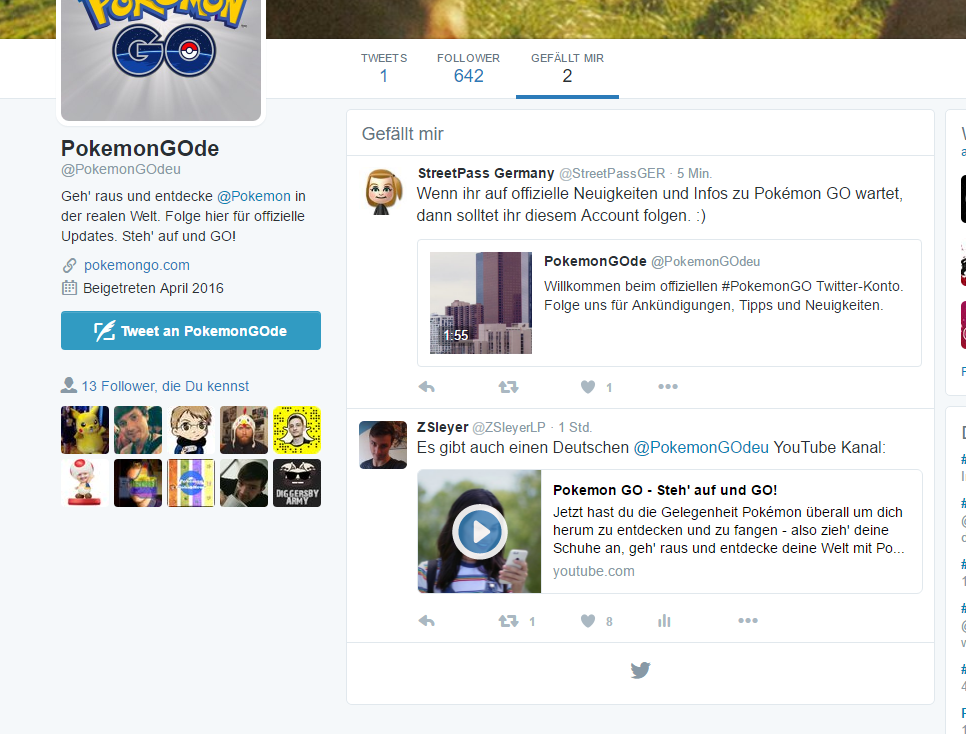 POKÉMON
GO
TWEETS
1
FOLLOWER
642
GEFÄLLT MIR
2
PokemonGOde
@PokemonGOdeu
Geh' raus und entdecke @Pokemon in
der realen Welt. Folge hier für offizielle
Updates. Steh' auf und GO!
pokemongo.com
Beigetreten April 2016
Tweet an PokemonGOde
13 Follower, die Du kennst
DIGGERSBY
ARMY
Gefällt mir
StreetPass Germany @StreetPassGER · 5 Min.
Wenn ihr auf offizielle Neuigkeiten und Infos zu Pokémon GO wartet,
dann solltet ihr diesem Account folgen. :)
PokemonGOde @PokemonGOdeu
Willkommen beim offiziellen #PokemonGO Twitter-Konto.
Folge uns für Ankündigungen, Tipps und Neuigkeiten.
1:55
1
ZSleyer @ZSleyerLP · 1 Std.
Es gibt auch einen Deutschen @PokemonGOdeu YouTube Kanal:
Pokemon GO - Steh' auf und GO!
Jetzt hast du die Gelegenheit Pokémon überall um dich
herum zu entdecken und zu fangen - also zieh' deine
Schuhe an, geh' raus und entdecke deine Welt mit Po...
youtube.com
1
8